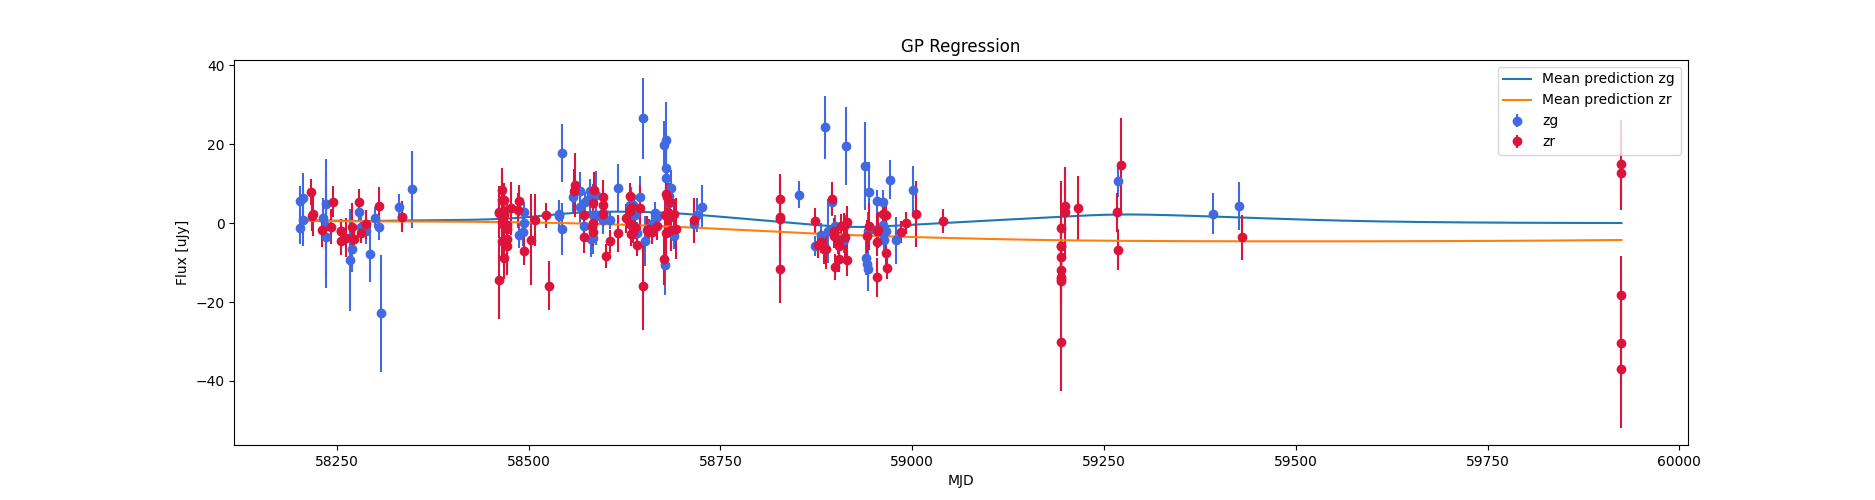 GP Regression
Mean prediction zg
Mean prediction zr
zg
zr
Flux [uJy]
40
20
0
−20
−40
58250
58500
58750
59000
59250
59500
59750
60000
MJD